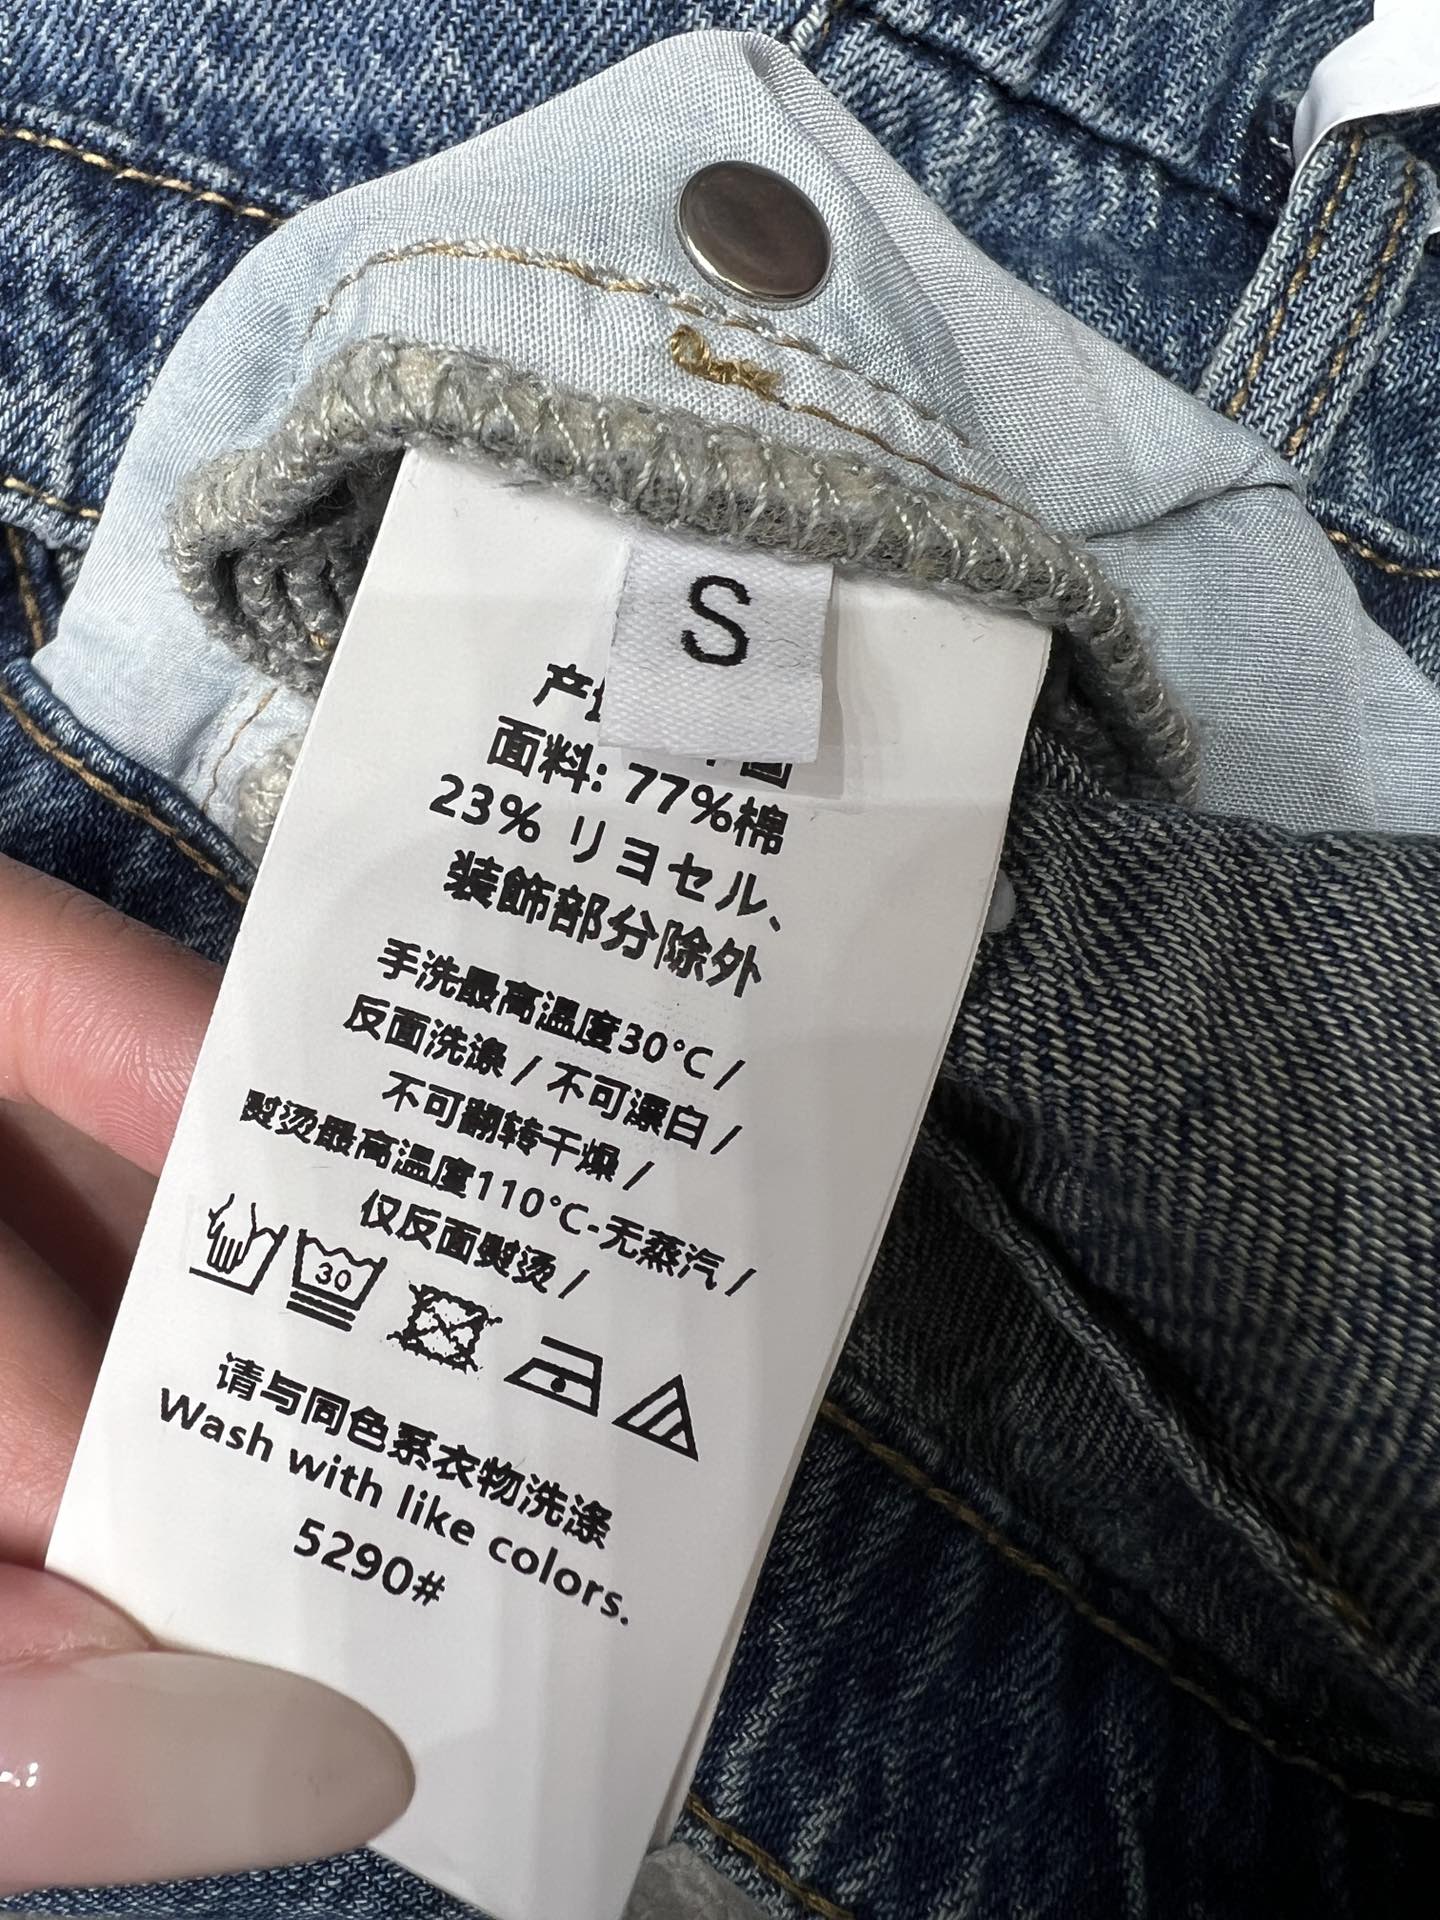 S
产
国
面料: 77%棉
23% リヨセル、
装飾部分除外
手洗最高温度30°C /
反面洗涤 / 不可漂白 /
不可翻转干燥 /
熨烫最高温度110°C-无蒸汽 /
仅反面熨烫 /
30
请与同色系衣物洗涤
Wash with like colors.
5290#